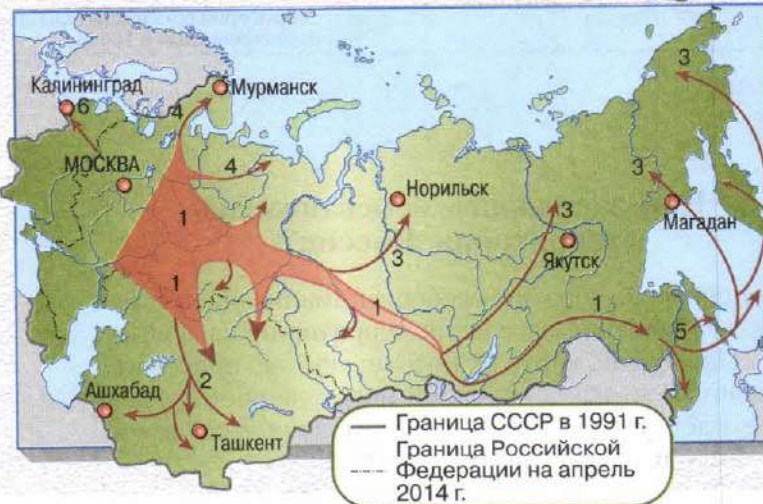 3
Калининград
6
4
Мурманск
МОСКВА
4
Норильск
3
3
Магадан
1
3
Якутск
1
1
1
5
2
Ашхабад
Ташкент
Граница СССР в 1991 г.
Граница Российской
Федерации на апрель
2014 г.